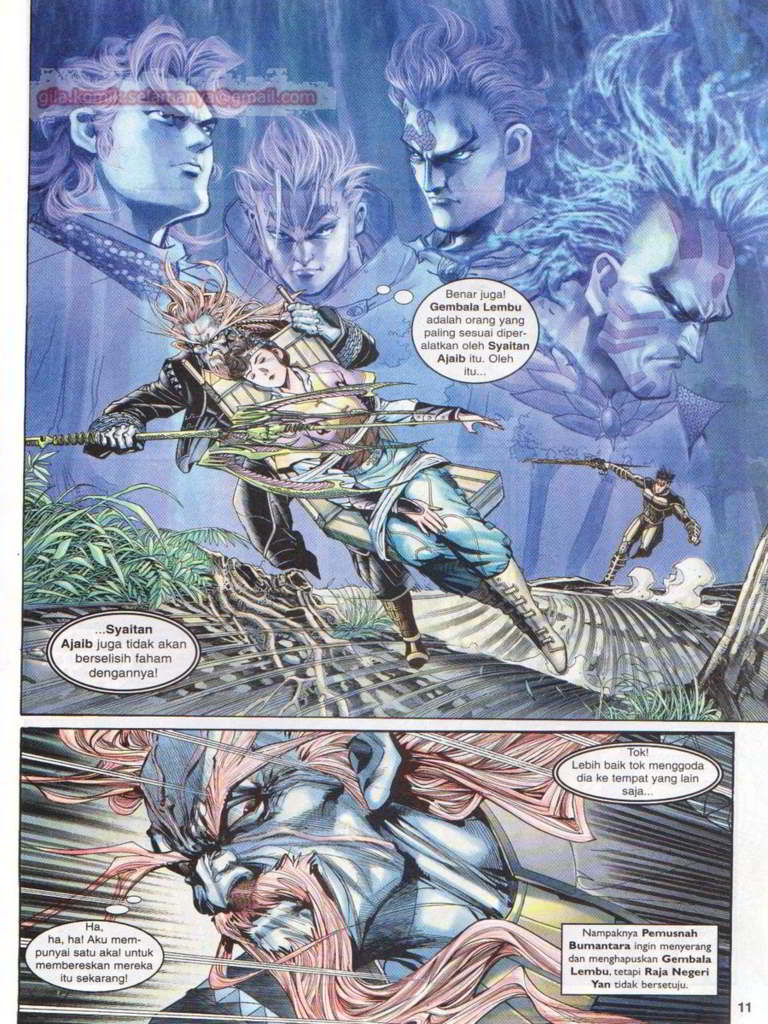 gila.komik.selamanya@gmail.com
Benar juga!
Gembala Lembu
adalah orang yang
paling sesuai diper-
alatkan oleh Syaitan
Ajaib itu. Oleh
itu...
...Syaitan
Ajaib juga tidak akan
berselisih faham
dengannya!
Tok!
Lebih baik tok menggoda
dia ke tempat yang lain
saja...
Ha,
ha, ha! Aku mem-
punyai satu akal untuk
membereskan mereka
itu sekarang!
Nampaknya Pemusnah
Bumantara ingin menyerang
dan menghapuskan Gembala
Lembu, tetapi Raja Negeri
Yan tidak bersetuju.
11